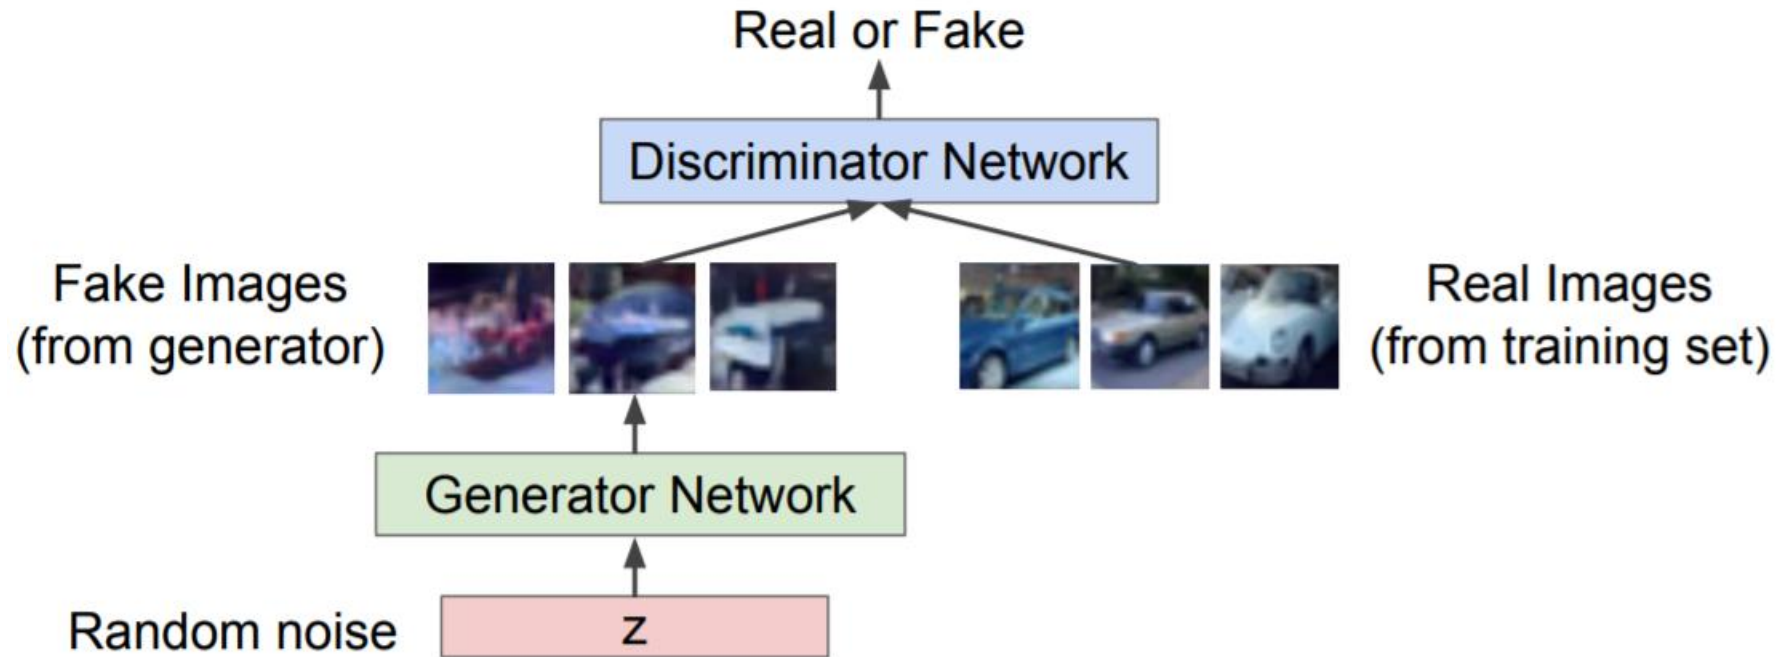 Real or Fake
Discriminator Network
Fake Images
(from generator)
Real Images
(from training set)
Generator Network
Random noise
z